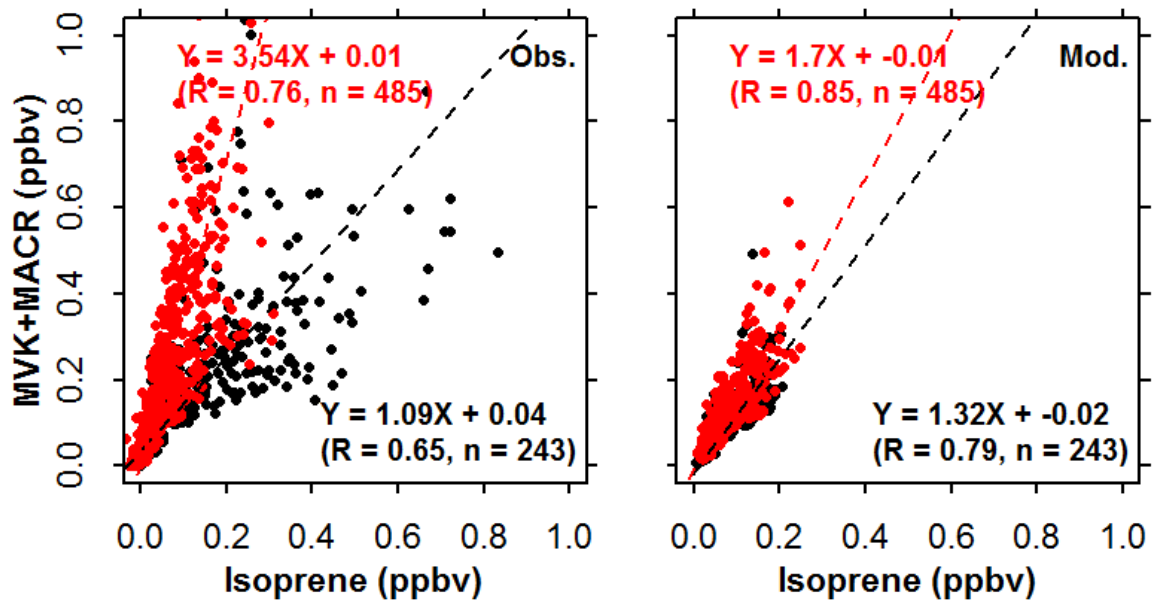 Y = 3.54X + 0.01
(R = 0.76, n = 485)
Obs.
Y = 1.09X + 0.04
(R = 0.65, n = 243)
MVK+MACR (ppbv)
1.0
0.8
0.6
0.4
0.2
0.0
0.0 0.2 0.4 0.6 0.8 1.0
Isoprene (ppbv)
Y = 1.7X + -0.01
(R = 0.85, n = 485)
Mod.
Y = 1.32X + -0.02
(R = 0.79, n = 243)
0.0 0.2 0.4 0.6 0.8 1.0
Isoprene (ppbv)